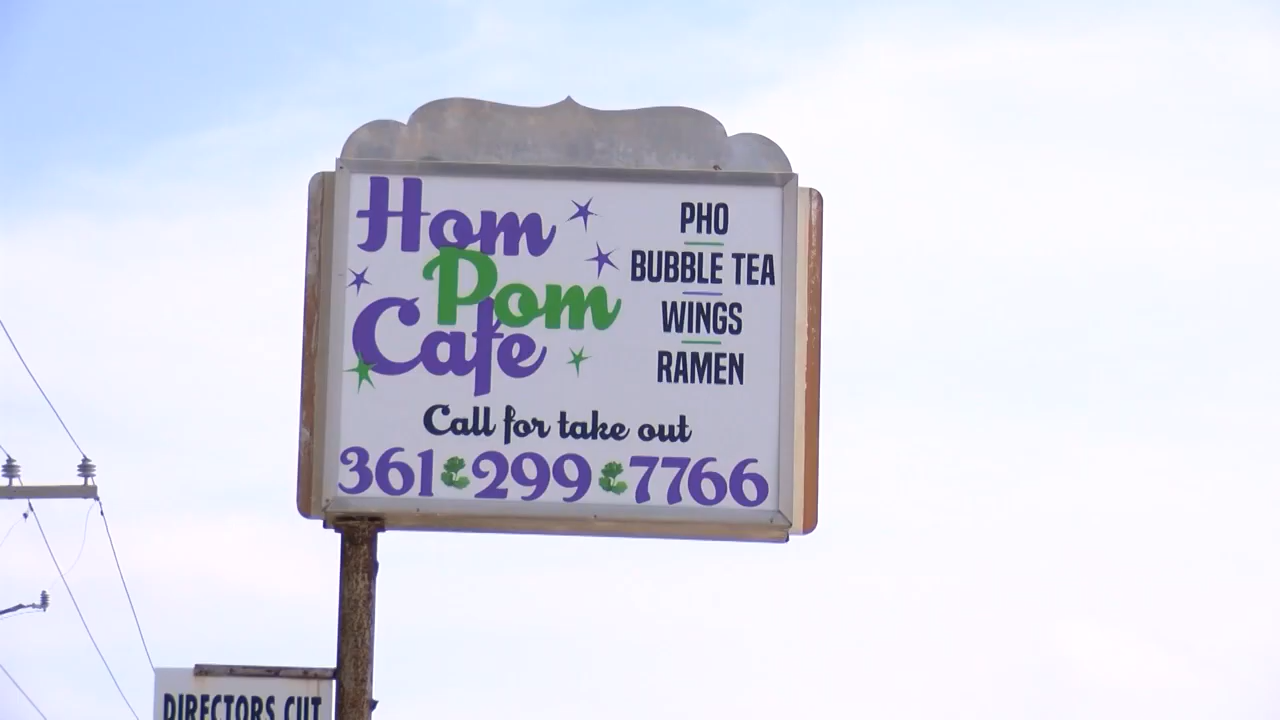 Hom
Pom
Cafe
PHO
BUBBLE TEA
WINGS
RAMEN
Call for take out
361 299 7766
DIRECTORS CUT